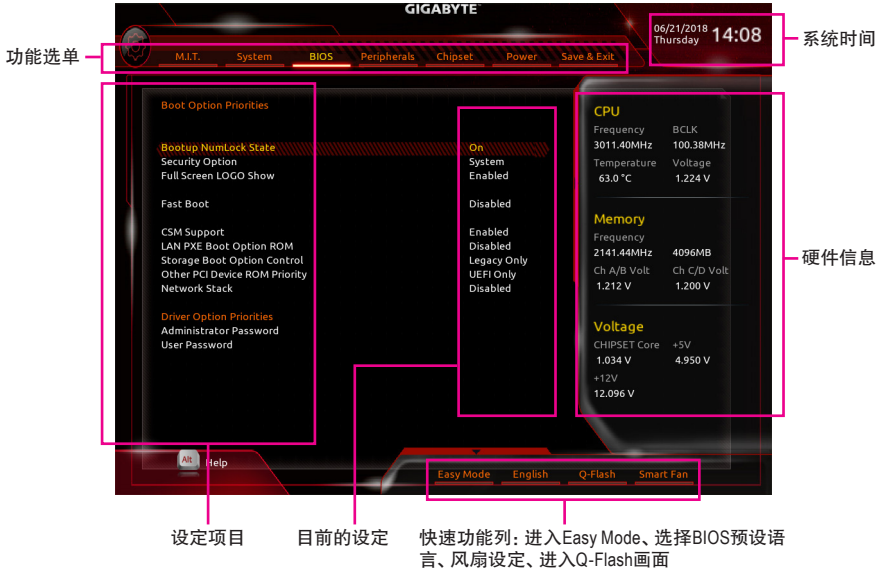 GIGABYTE
06/21/2018
Thursday 14:08
系统时间
功能选单
M.I.T. System BIOS Peripherals Chipset Power Save & Exit
Boot Option Priorities
Bootup NumLock State On
Security Option System
Full Screen LOGO Show Enabled
Fast Boot Disabled
CSM Support Enabled
LAN PXE Boot Option ROM Disabled
Storage Boot Option Control Legacy Only
Other PCI Device ROM Priority UEFI Only
Network Stack Disabled
Driver Option Priorities
Administrator Password
User Password
CPU
Frequency BCLK
3011.40MHz 100.38MHz
Temperature Voltage
63.0 °C 1.224 V
Memory
Frequency
2141.44MHz 4096MB
Ch A/B Volt Ch C/D Volt
1.212 V 1.200 V
Voltage
CHIPSET Core +5V
1.034 V 4.950 V
+12V
12.096 V
硬件信息
Alt Help
Easy Mode English Q-Flash Smart Fan
设定项目
目前的设定
快速功能列: 进入Easy Mode、选择BIOS预设语
言、风扇设定、进入Q-Flash画面